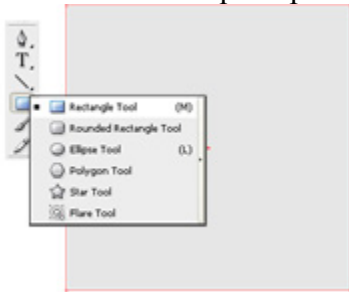 T
Rectangle Tool (M)
Rounded Rectangle Tool
Ellipse Tool (L)
Polygon Tool
Star Tool
Flare Tool